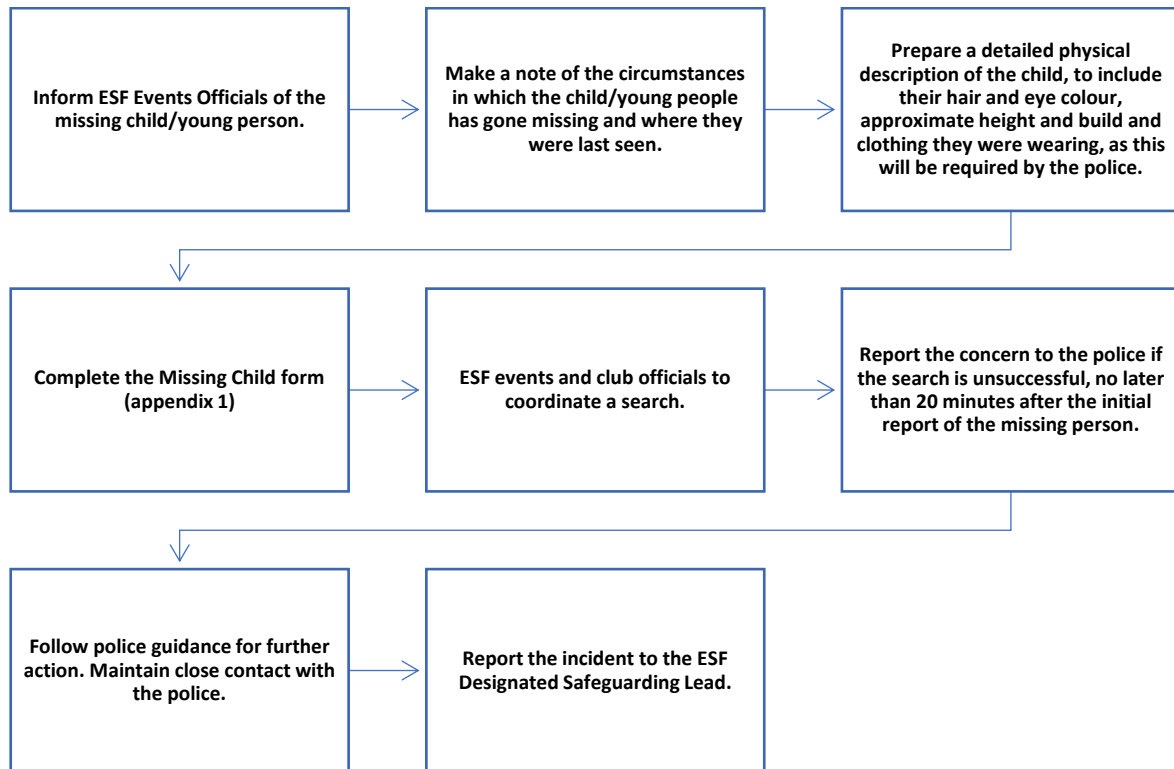 Inform ESF Events Officials of the
missing child/young person.
Make a note of the circumstances
in which the child/young people
has gone missing and where they
were last seen.
Prepare a detailed physical
description of the child, to include
their hair and eye colour,
approximate height and build and
clothing they were wearing, as this
will be required by the police.
Complete the Missing Child form
(appendix 1)
ESF events and club officials to
coordinate a search.
Report the concern to the police if
the search is unsuccessful, no later
than 20 minutes after the initial
report of the missing person.
Follow police guidance for further
action. Maintain close contact with
the police.
Report the incident to the ESF
Designated Safeguarding Lead.